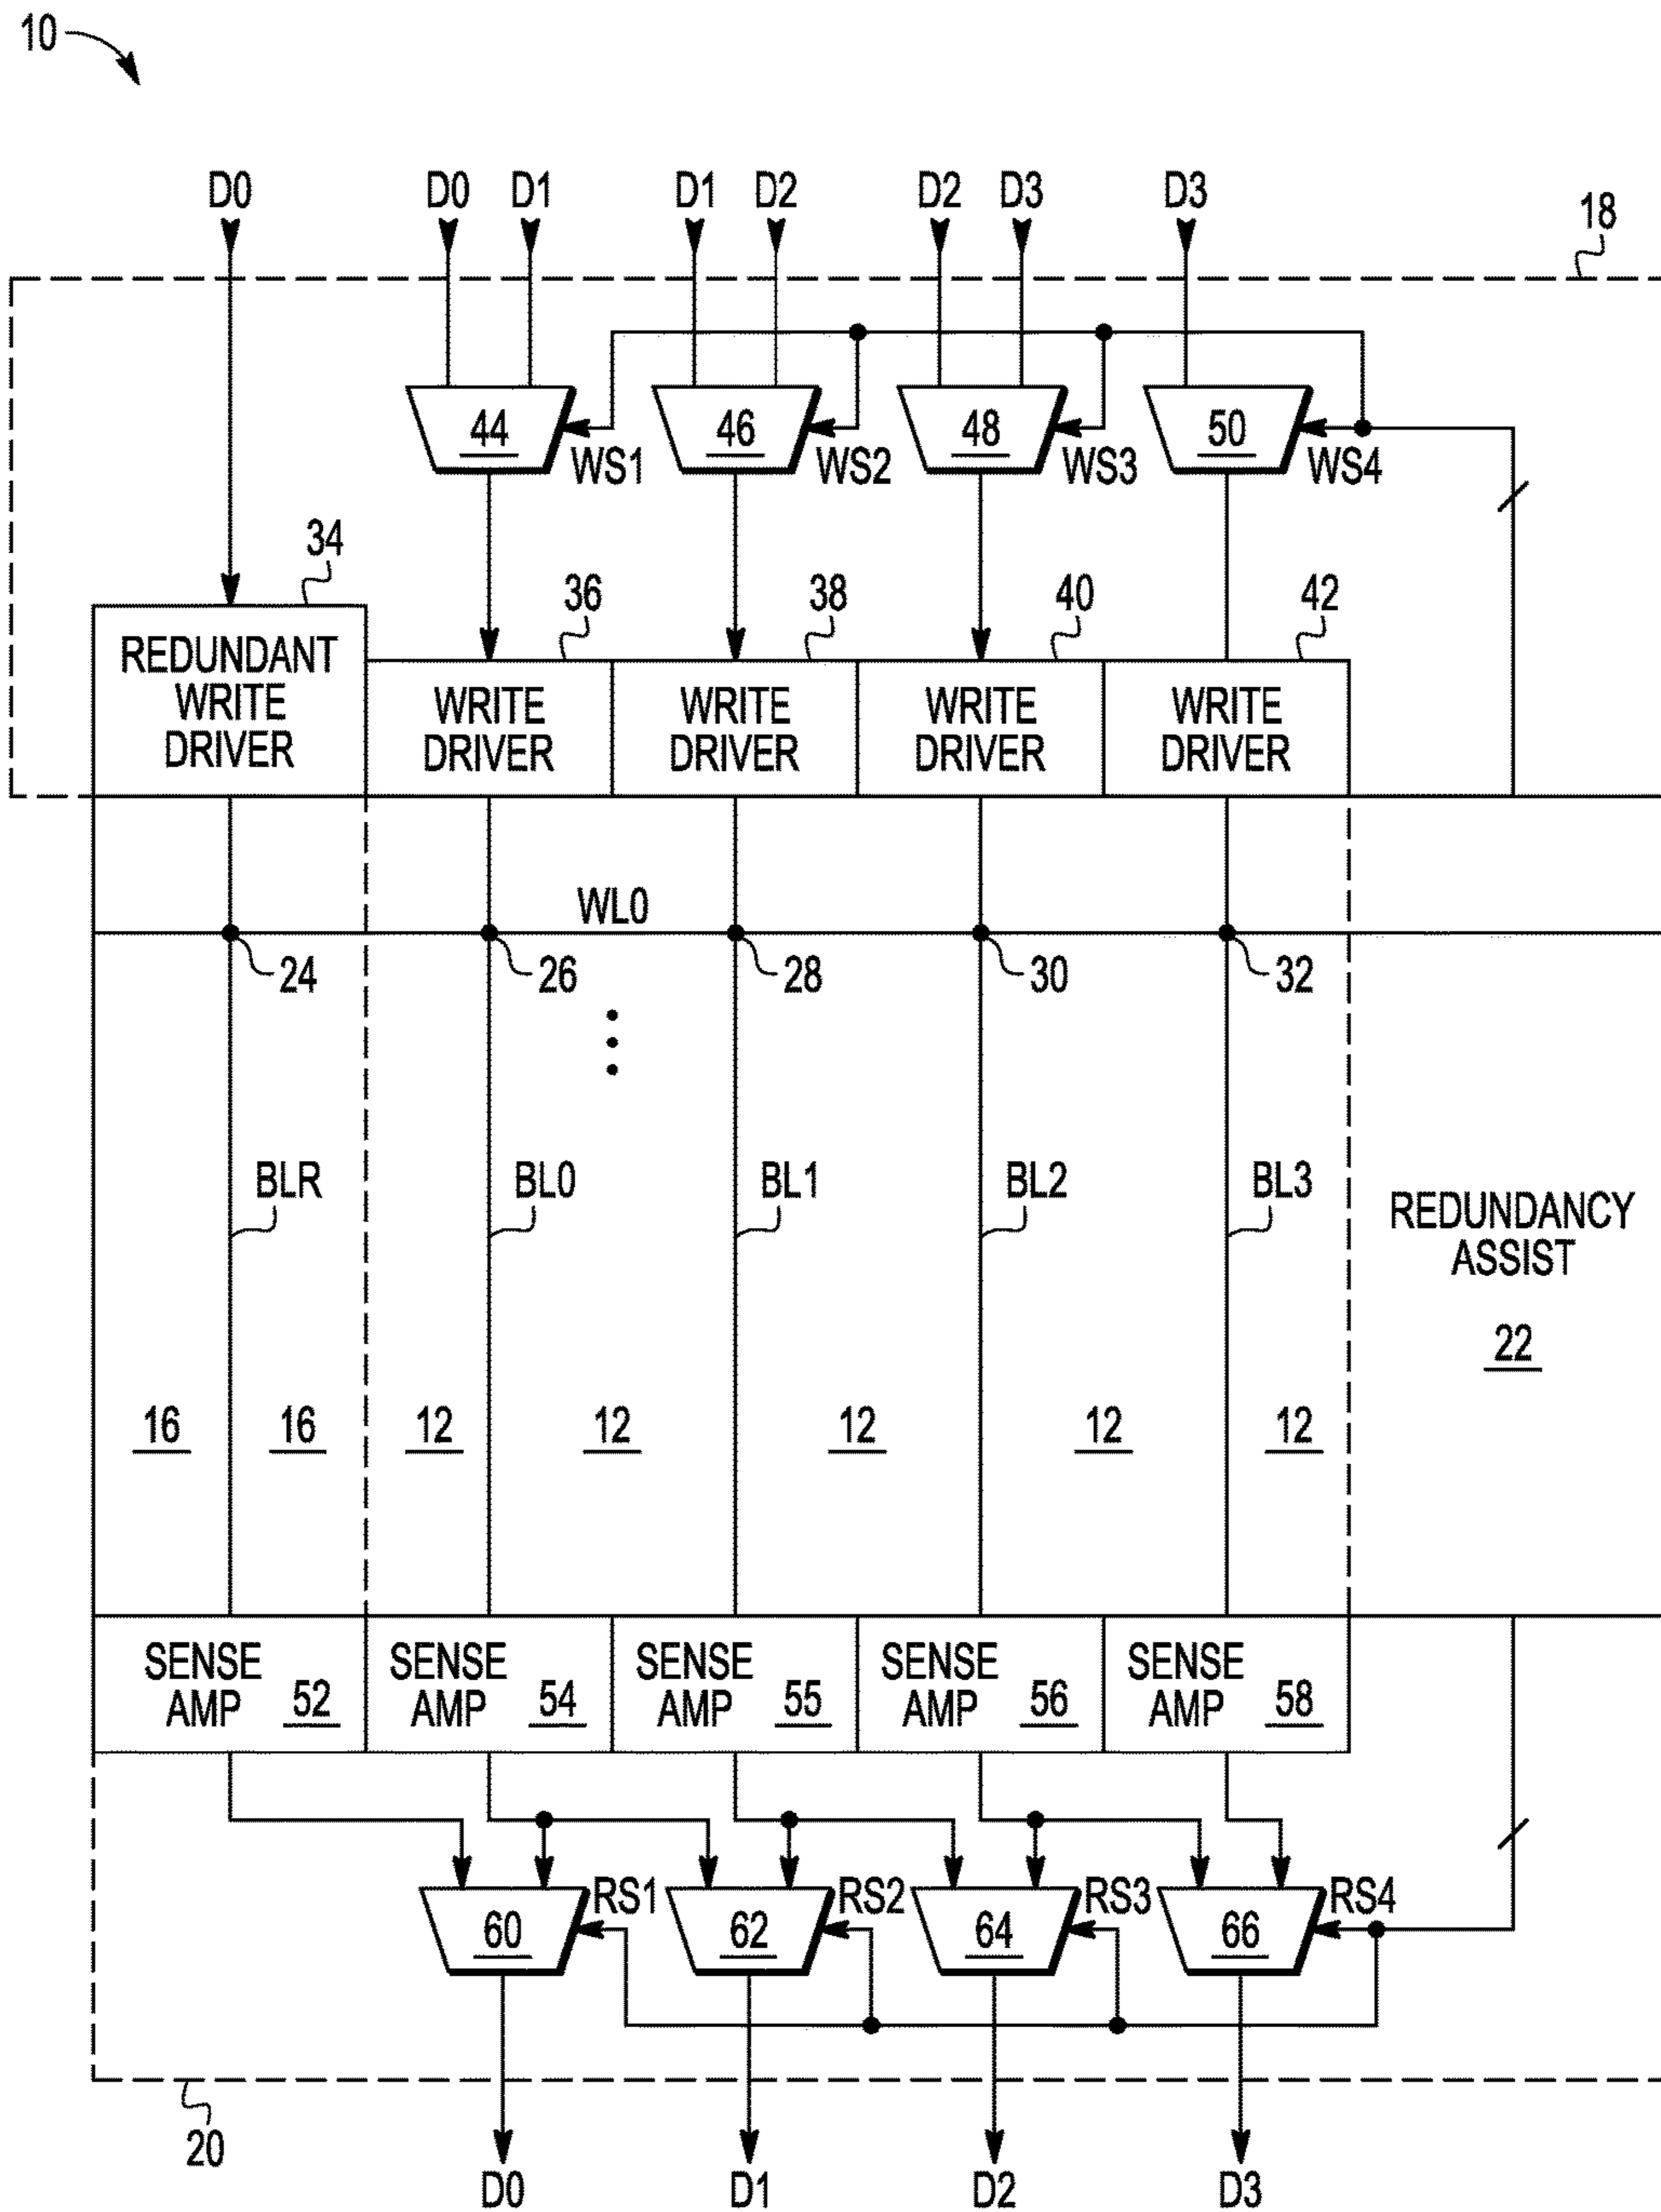 10
D0 D0 D1 D1 D2 D2 D3 D3
18
44 46 48 50
WS1 WS2 WS3 WS4
34
36 38 40 42
REDUNDANT
WRITE
DRIVER
WRITE
DRIVER
WRITE
DRIVER
WRITE
DRIVER
WRITE
DRIVER
WL0
24 26 28 30 32
BLR BL0 BL1 BL2 BL3
REDUNDANCY
ASSIST
22
16 16 12 12 12 12 12
SENSE
AMP 52
SENSE
AMP 54
SENSE
AMP 55
SENSE
AMP 56
SENSE
AMP 58
RS1 RS2 RS3 RS4
60 62 64 66
20
D0 D1 D2 D3